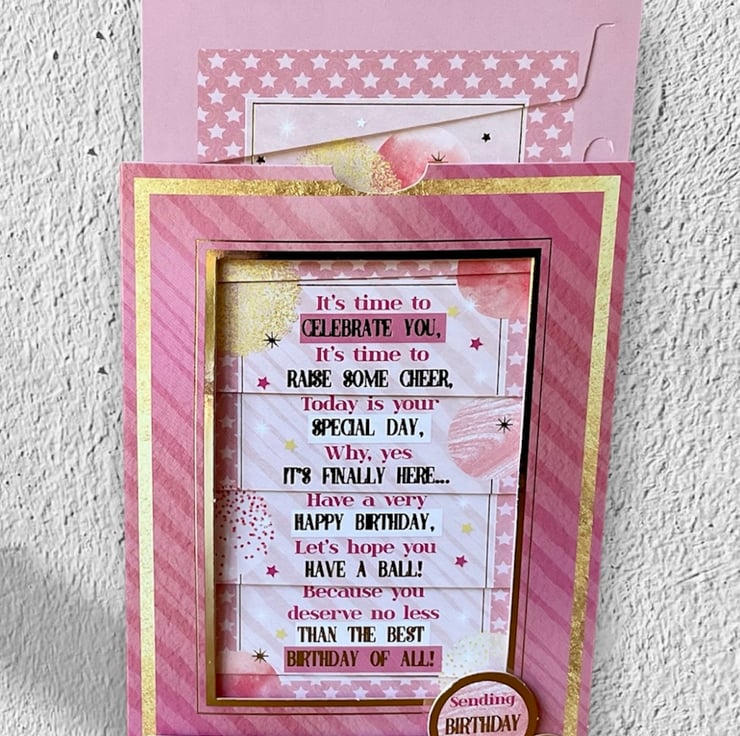 It's time to
CELEBRATE YOU,
It's time to
RAISE SOME CHEER,
Today is your
SPECIAL DAY,
Why, yes
IT'S FINALLY HERE...
Have a very
HAPPY BIRTHDAY,
Let's hope you
HAVE A BALL!
Because you
deserve no less
THAN THE BEST
BIRTHDAY OF ALL!
Sending
BIRTHDAY